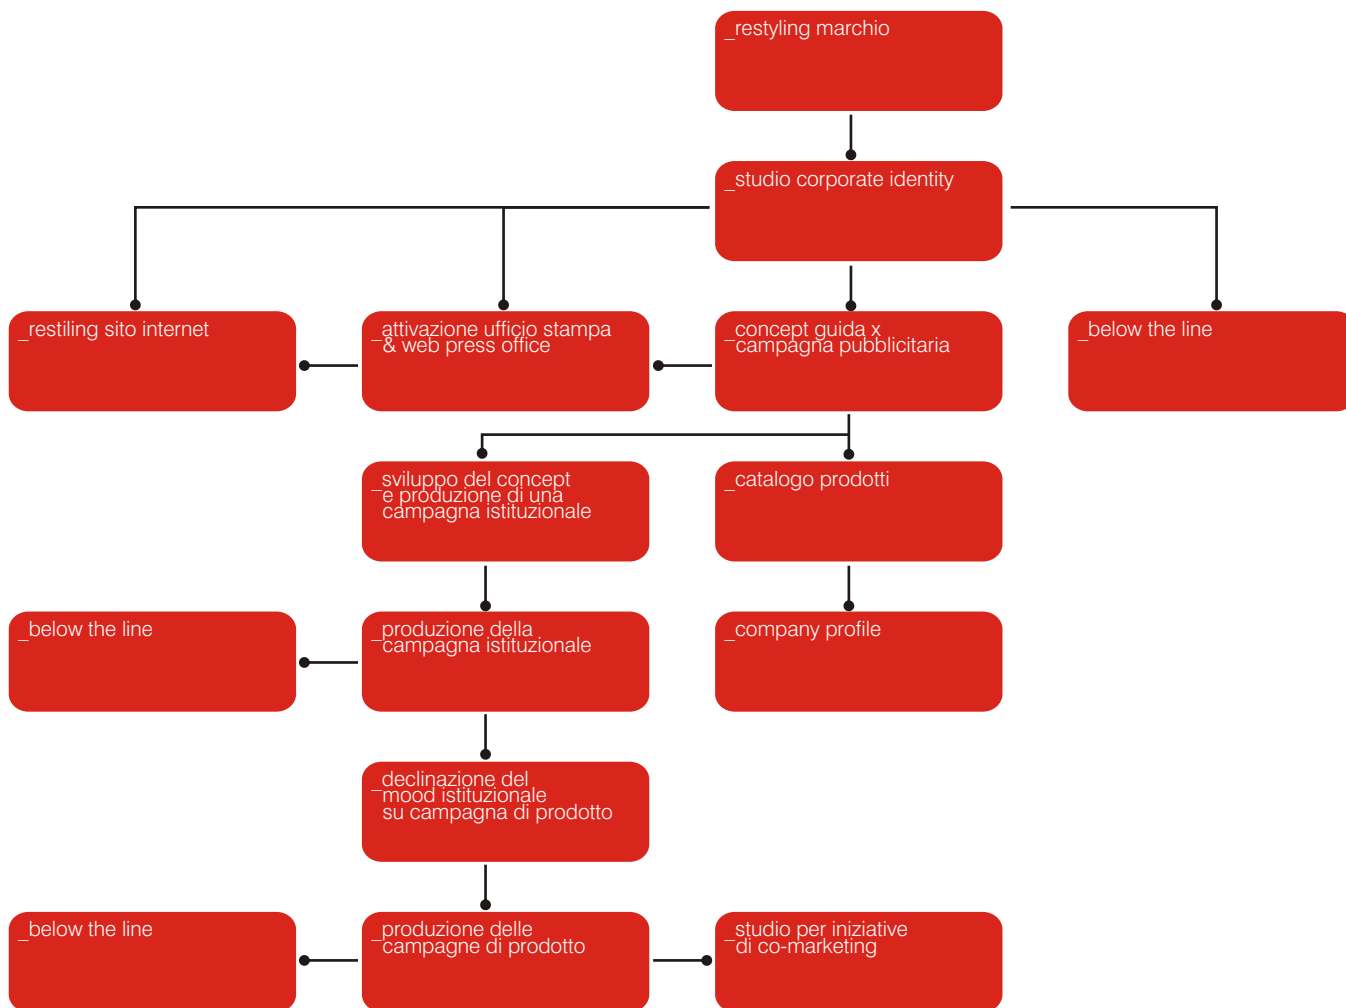 _restyling marchio
_studio corporate identity
_restiling sito internet
_attivazione ufficio stampa
& web press office
_concept guida x
campagna pubblicitaria
_below the line
_sviluppo del concept
e produzione di una
campagna istituzionale
_catalogo prodotti
_below the line
_produzione della
campagna istituzionale
_company profile
_declinazione del
mood istituzionale
su campagna di prodotto
_below the line
_produzione delle
campagne di prodotto
_studio per iniziative
di co-marketing